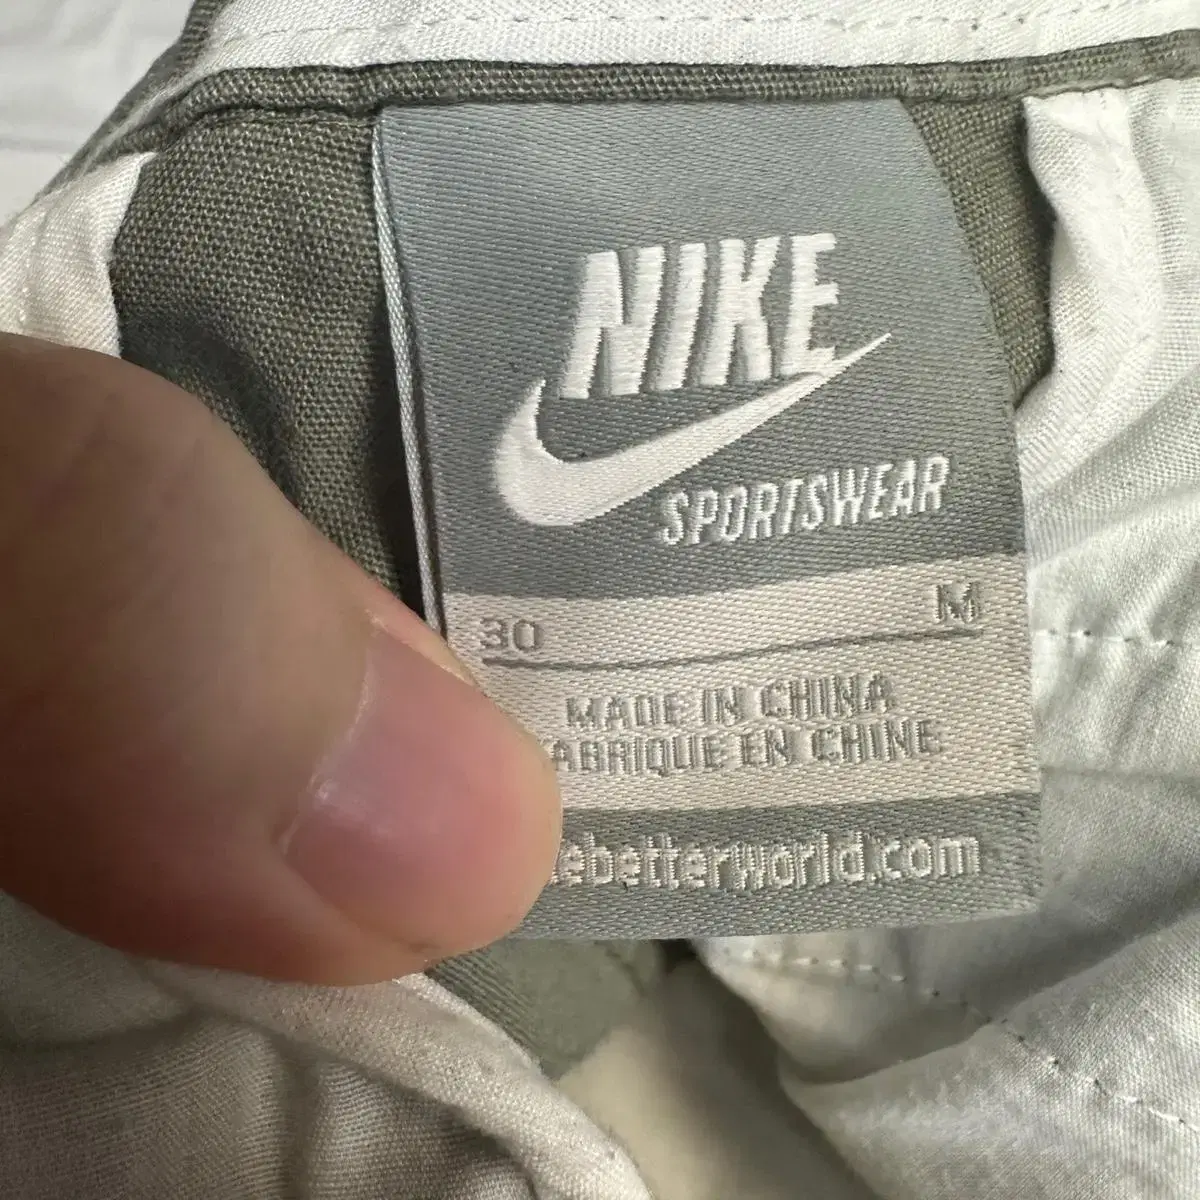 NIKE
SPORTSWEAR
30 M
MADE IN CHINA
ABRIQUE EN CHINE
ebetterworld.com